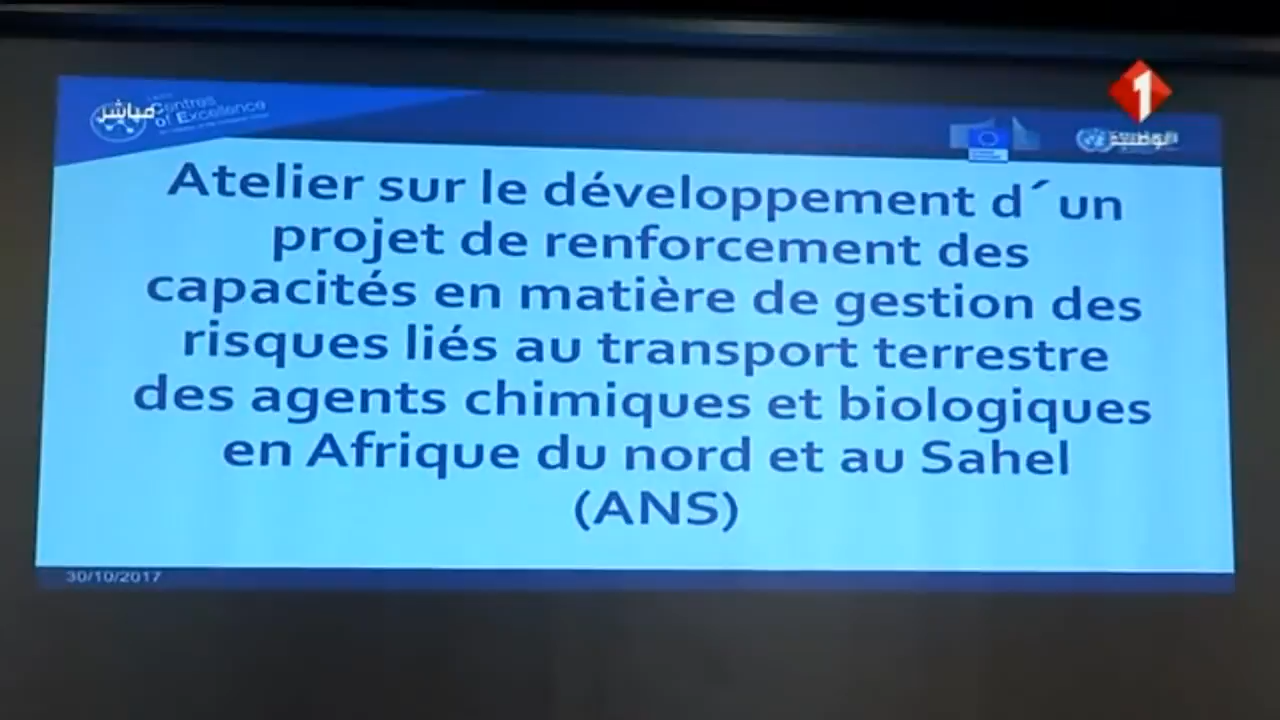 مباشر
Centres
of Excellence
1
الوطنية
Atelier sur le développement d´un
projet de renforcement des
capacités en matière de gestion des
risques liés au transport terrestre
des agents chimiques et biologiques
en Afrique du nord et au Sahel
(ANS)
30/10/2017